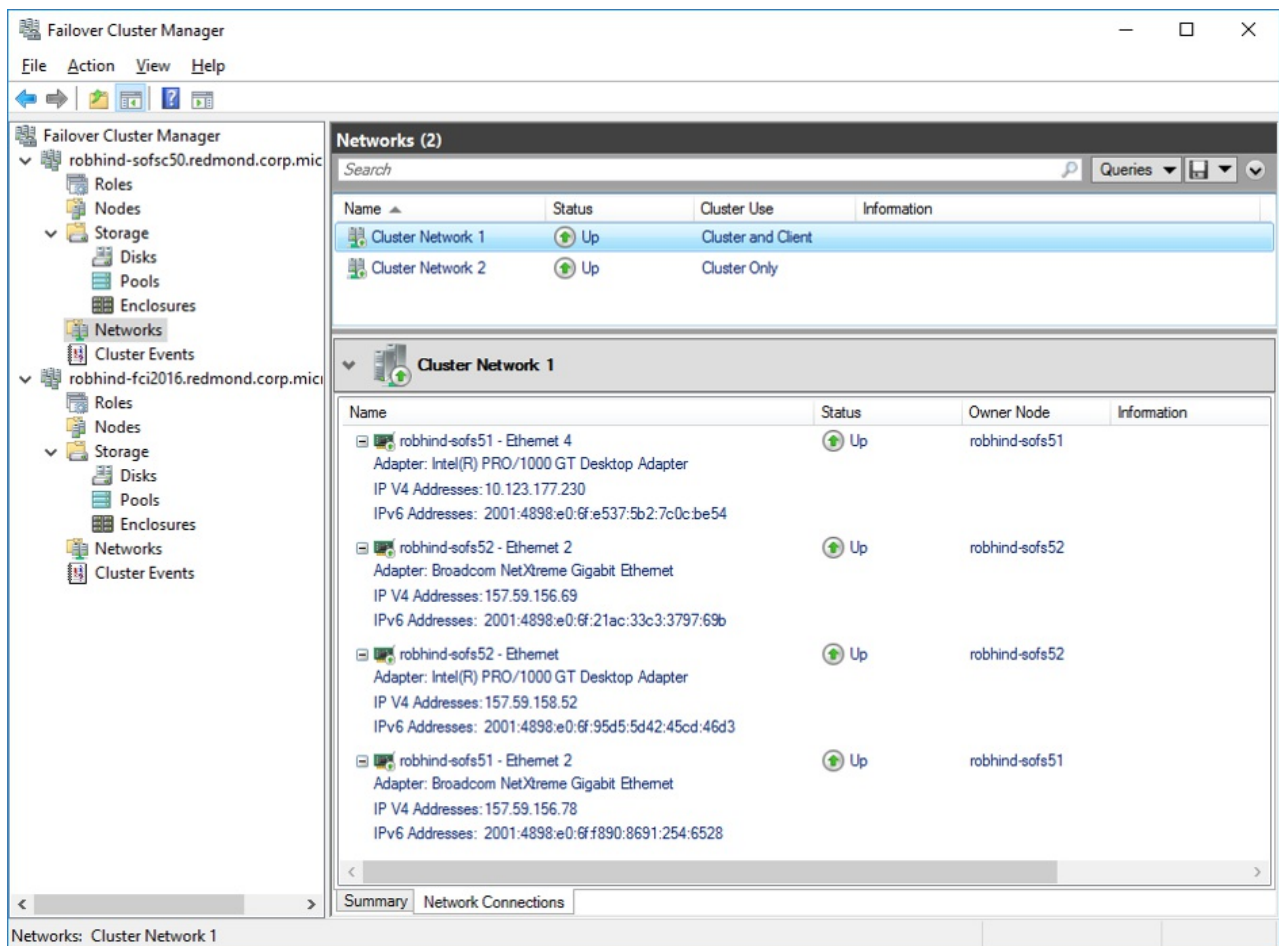 Failover Cluster Manager
File Action View Help
Failover Cluster Manager
robhind-sofsc50.redmond.corp.mic
Roles
Nodes
Storage
Disks
Pools
Enclosures
Networks
Cluster Events
robhind-fci2016.redmond.corp.micr
Roles
Nodes
Storage
Disks
Pools
Enclosures
Networks
Cluster Events
Networks (2)
Search Queries
Name Status Cluster Use Information
Cluster Network 1 Up Cluster and Client
Cluster Network 2 Up Cluster Only
Cluster Network 1
Name Status Owner Node Information
robhind-sofs51 - Ethernet 4 Up robhind-sofs51
Adapter: Intel(R) PRO/1000 GT Desktop Adapter
IP V4 Addresses: 10.123.177.230
IPv6 Addresses: 2001:4898:e0:6f:e537:5b2:7c0c:be54
robhind-sofs52 - Ethernet 2 Up robhind-sofs52
Adapter: Broadcom NetXtreme Gigabit Ethernet
IP V4 Addresses: 157.59.156.69
IPv6 Addresses: 2001:4898:e0:6f:21ac:33c3:3797:69b
robhind-sofs52 - Ethernet Up robhind-sofs52
Adapter: Intel(R) PRO/1000 GT Desktop Adapter
IP V4 Addresses: 157.59.158.52
IPv6 Addresses: 2001:4898:e0:6f:95d5:5d42:45cd:46d3
robhind-sofs51 - Ethernet 2 Up robhind-sofs51
Adapter: Broadcom NetXtreme Gigabit Ethernet
IP V4 Addresses: 157.59.156.78
IPv6 Addresses: 2001:4898:e0:6f:f890:8691:254:6528
Summary Network Connections
Networks: Cluster Network 1